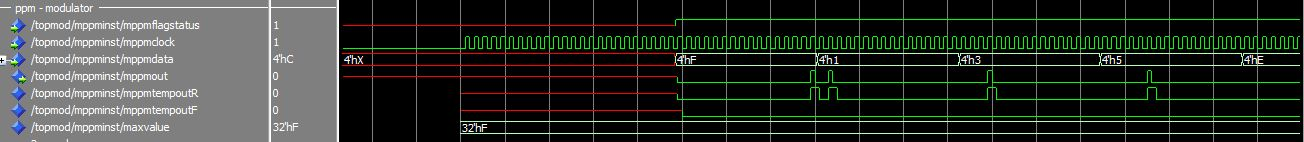 ppm - modulator
/topmod/mppminst/mppmflagstatus 1
/topmod/mppminst/mppmclock 1
/topmod/mppminst/mppmdata 4'hC 4'hX 4'hF 4'h1 4'h3 4'h5 4'hE
/topmod/mppminst/mppmout 0
/topmod/mppminst/mppmtempoutR 0
/topmod/mppminst/mppmtempoutF 0
/topmod/mppminst/maxvalue 32'hF 32'hF